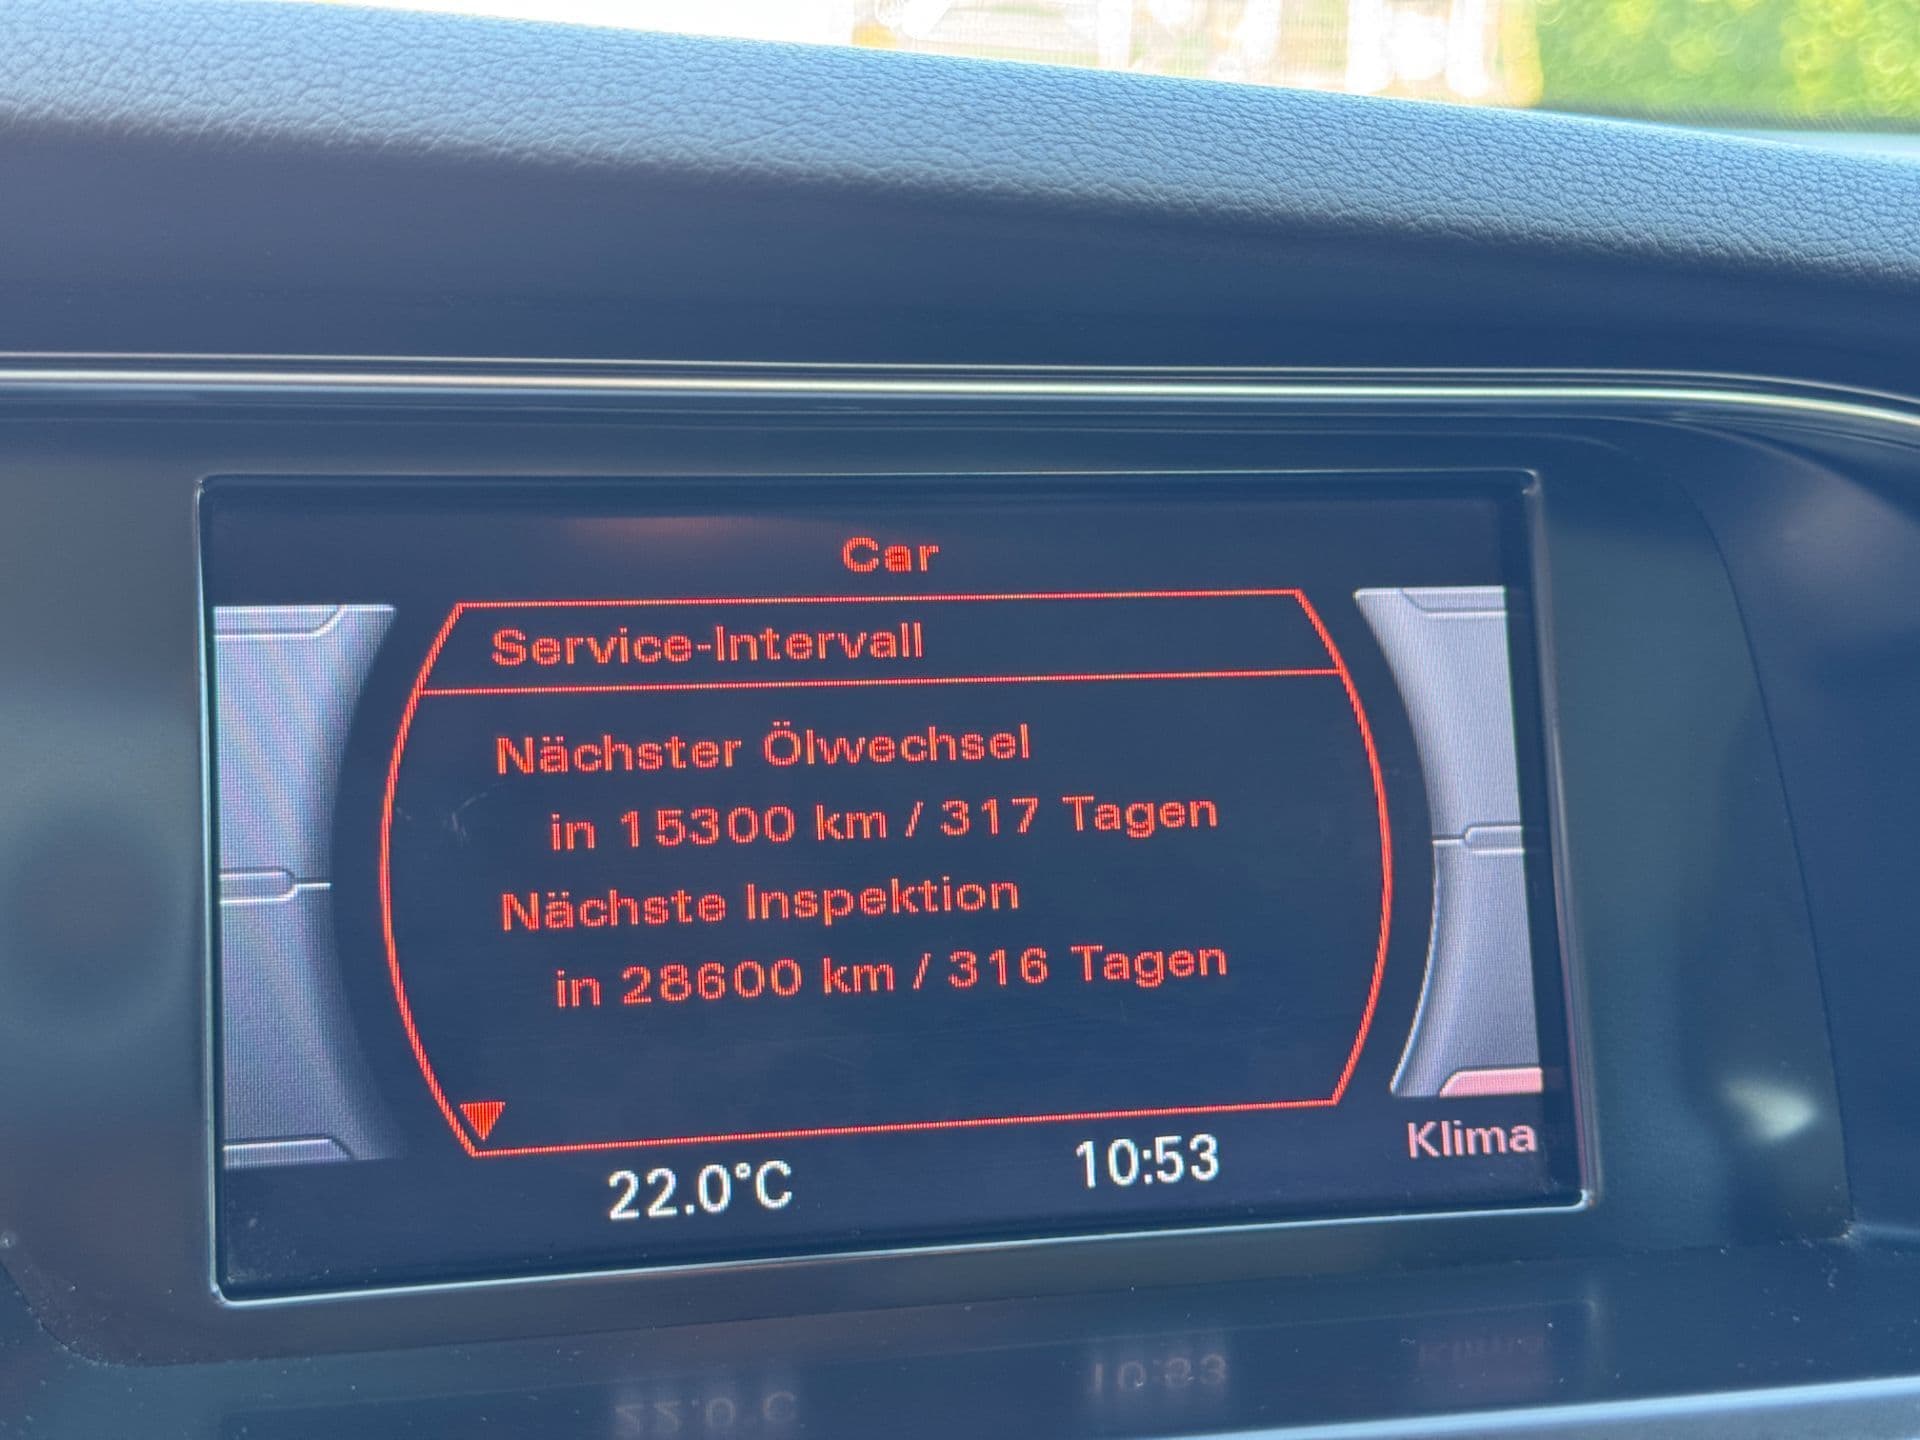 Car
Service-Intervall
Nächster Ölwechsel
in 15300 km / 317 Tagen
Nächste Inspektion
in 28600 km / 316 Tagen
22.0°C 10:53 Klima